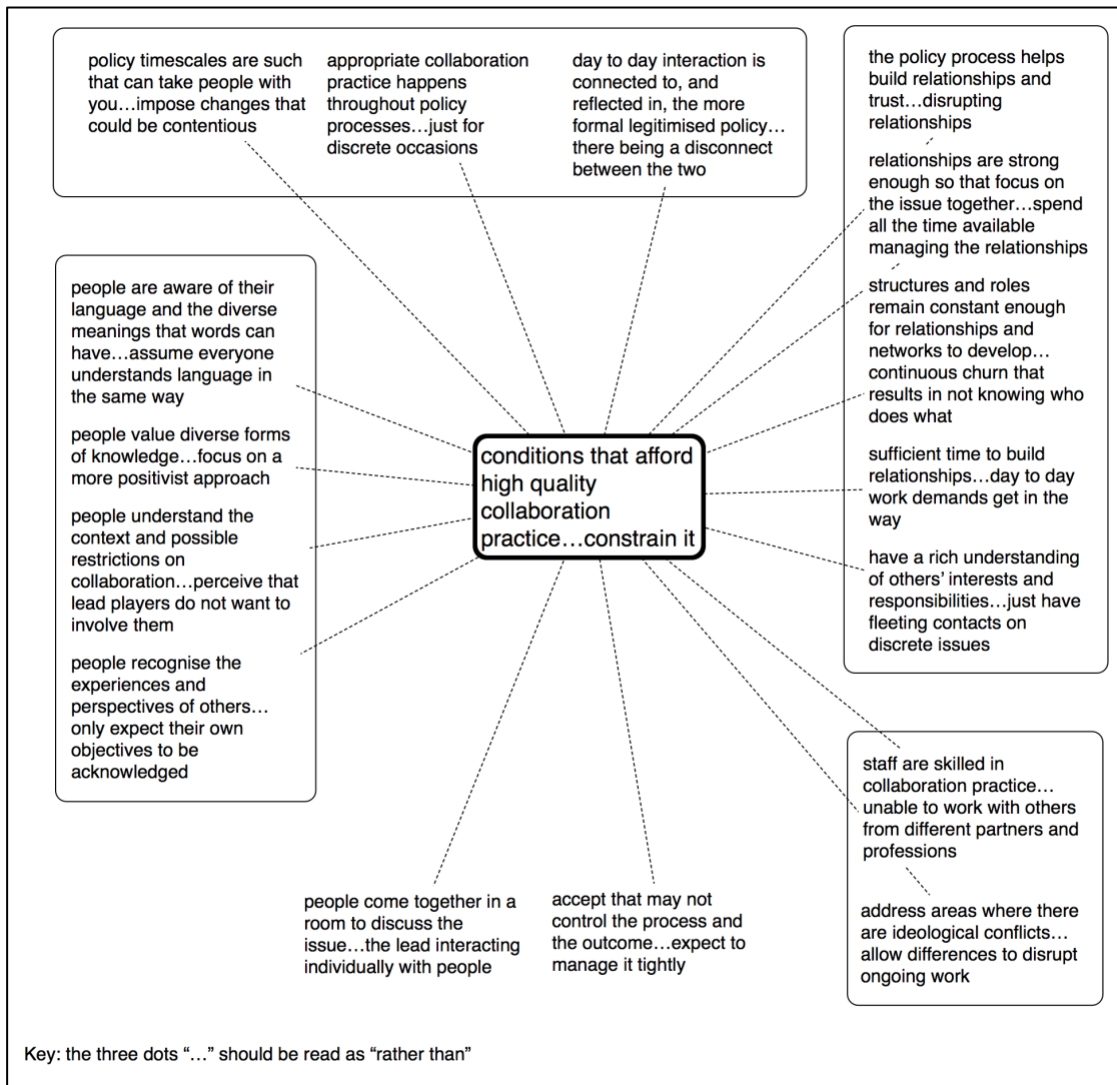 policy timescales are such
that can take people with
you…impose changes that
could be contentious
appropriate collaboration
practice happens
throughout policy
processes…just for
discrete occasions
day to day interaction is
connected to, and
reflected in, the more
formal legitimised policy…
there being a disconnect
between the two
the policy process helps
build relationships and
trust…disrupting
relationships
relationships are strong
enough so that focus on
the issue together…spend
all the time available
managing the relationships
structures and roles
remain constant enough
for relationships and
networks to develop…
continuous churn that
results in not knowing who
does what
sufficient time to build
relationships…day to day
work demands get in the
way
have a rich understanding
of others’ interests and
responsibilities…just have
fleeting contacts on
discrete issues
people are aware of their
language and the diverse
meanings that words can
have…assume everyone
understands language in
the same way
people value diverse forms
of knowledge…focus on a
more positivist approach
people understand the
context and possible
restrictions on
collaboration…perceive that
lead players do not want to
involve them
people recognise the
experiences and
perspectives of others…
only expect their own
objectives to be
acknowledged
conditions that afford
high quality
collaboration
practice…constrain it
staff are skilled in
collaboration practice…
unable to work with others
from different partners and
professions
address areas where there
are ideological conflicts…
allow differences to disrupt
ongoing work
people come together in a
room to discuss the
issue…the lead interacting
individually with people
accept that may not
control the process and
the outcome…expect to
manage it tightly
Key: the three dots “…” should be read as “rather than”